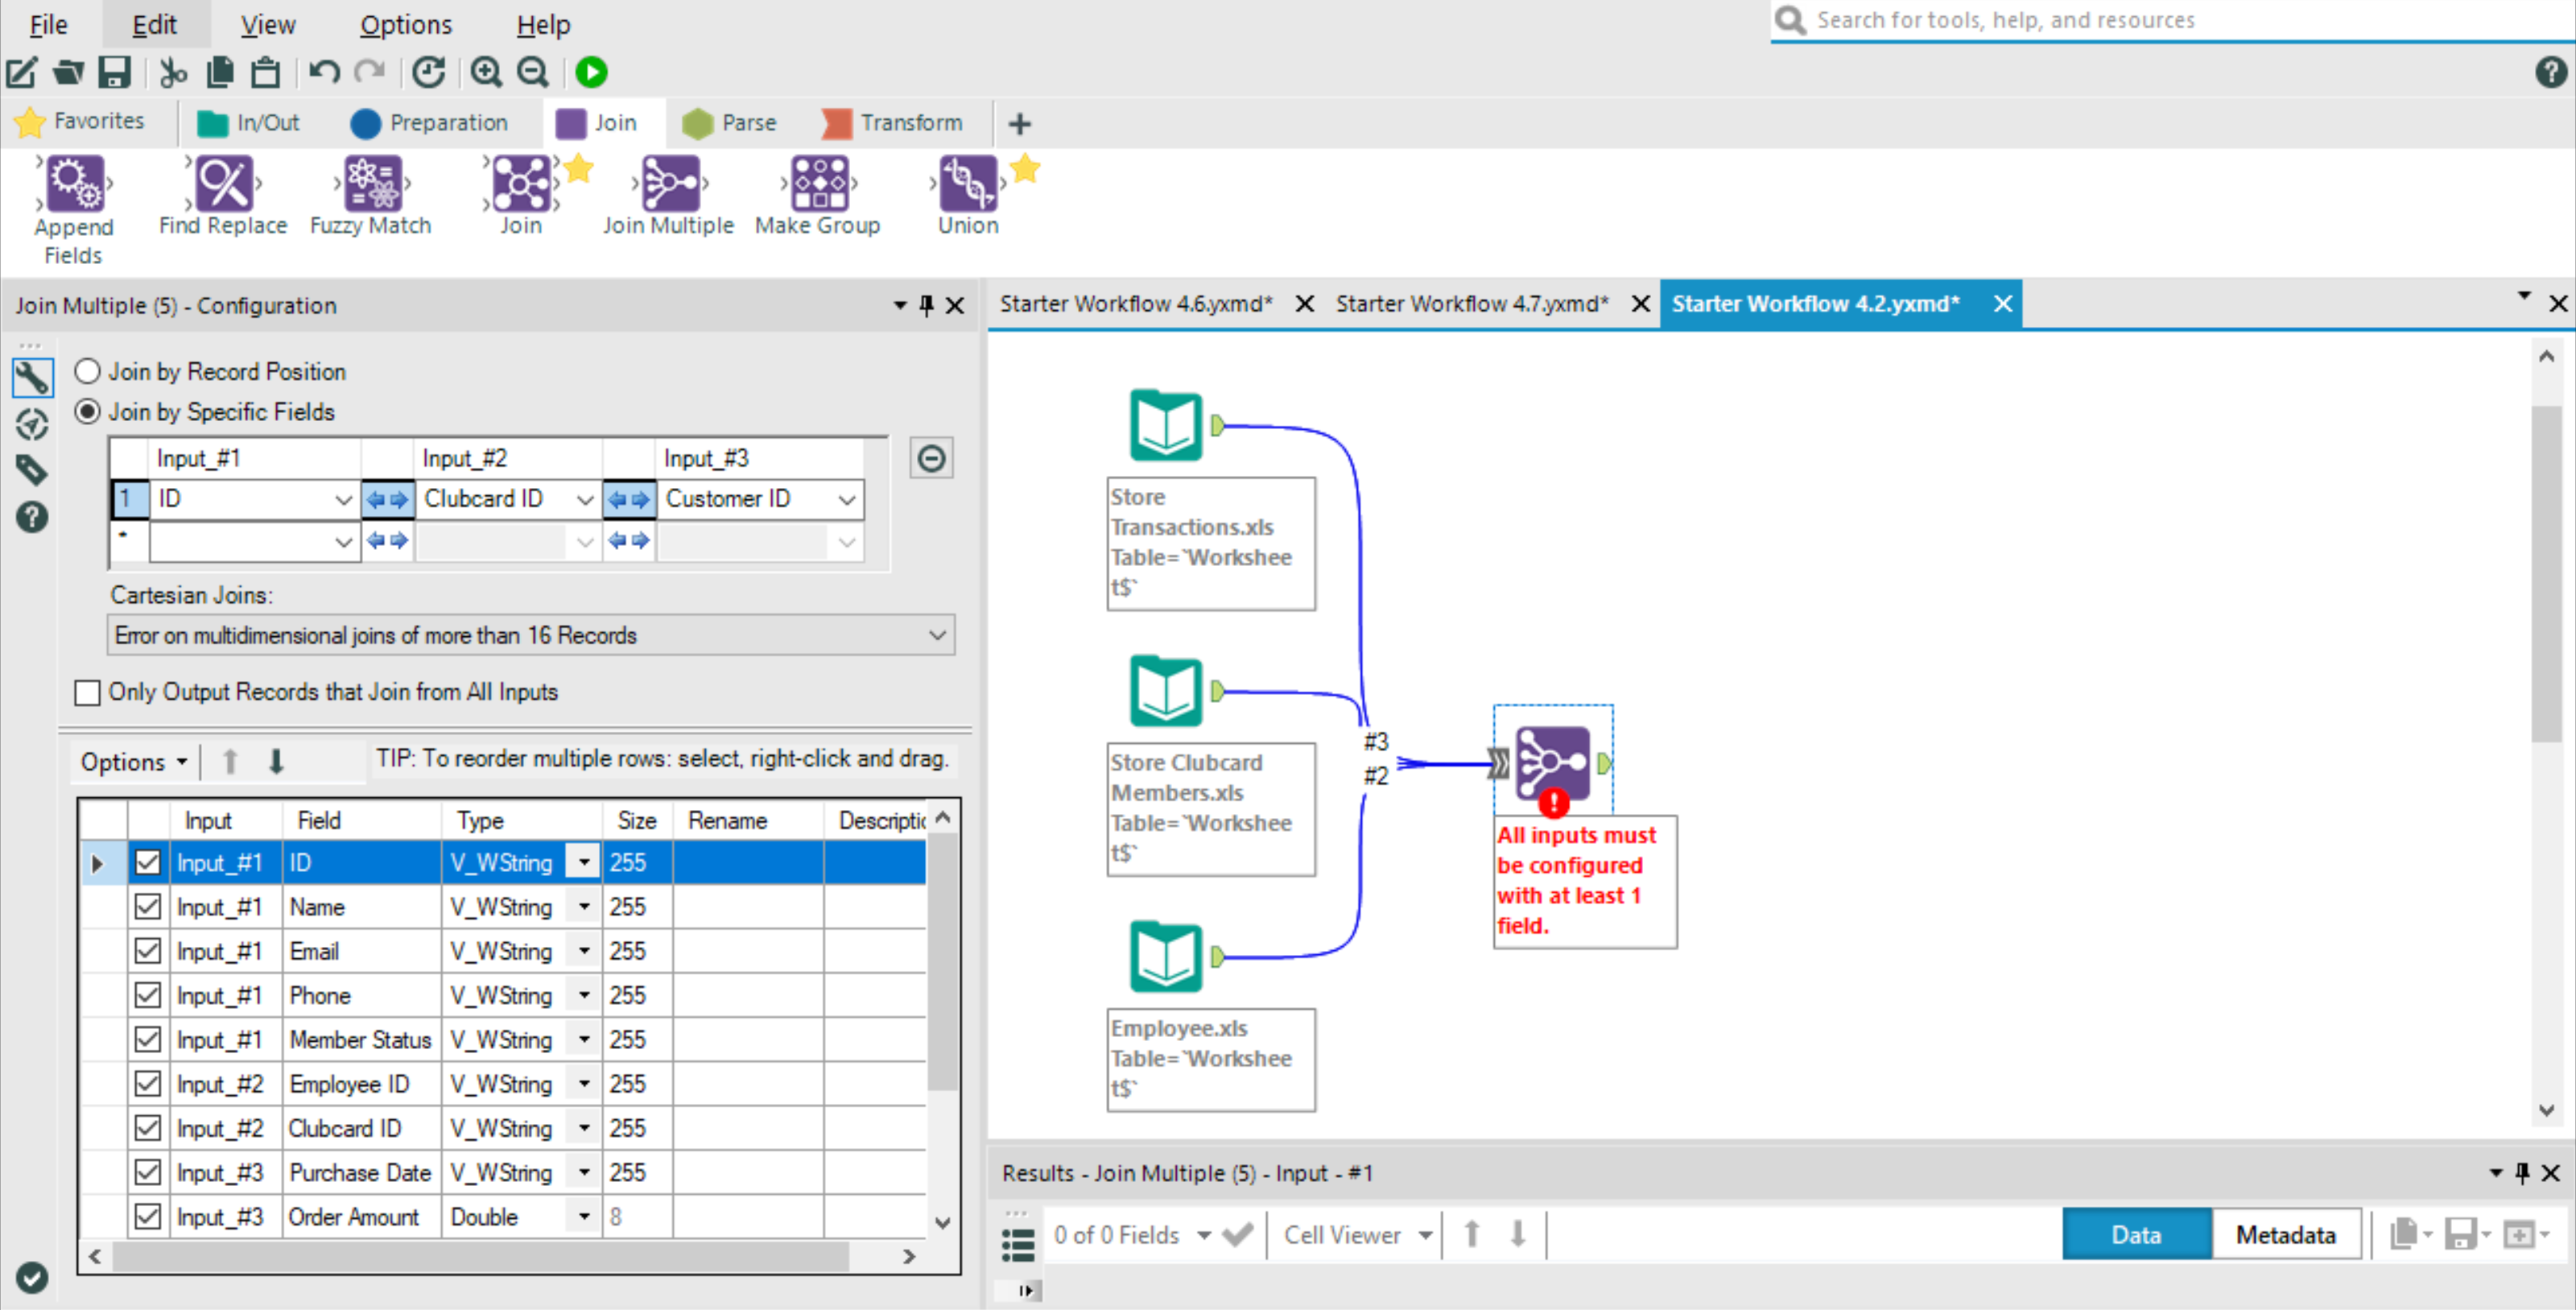 File Edit View Options Help
Search for tools, help, and resources
Favorites In/Out Preparation Join Parse Transform
Append Fields
Find Replace
Fuzzy Match
Join
Join Multiple
Make Group
Union
Join Multiple (5) - Configuration
Join by Record Position
Join by Specific Fields
Input_#1 Input_#2 Input_#3
1 ID Clubcard ID Customer ID
*
Cartesian Joins:
Error on multidimensional joins of more than 16 Records
Only Output Records that Join from All Inputs
Options TIP: To reorder multiple rows: select, right-click and drag.
Input Field Type Size Rename Descriptic
Input_#1 ID V_WString 255
Input_#1 Name V_WString 255
Input_#1 Email V_WString 255
Input_#1 Phone V_WString 255
Input_#1 Member Status V_WString 255
Input_#2 Employee ID V_WString 255
Input_#2 Clubcard ID V_WString 255
Input_#3 Purchase Date V_WString 255
Input_#3 Order Amount Double 8
Starter Workflow 4.6.yxmd* Starter Workflow 4.7.yxmd* Starter Workflow 4.2.yxmd*
Store
Transactions.xls
Table=`Workshee
t$`
Store Clubcard
Members.xls
Table=`Workshee
t$`
Employee.xls
Table=`Workshee
t$`
#3
#2
All inputs must
be configured
with at least 1
field.
Results - Join Multiple (5) - Input - #1
0 of 0 Fields Cell Viewer Data Metadata